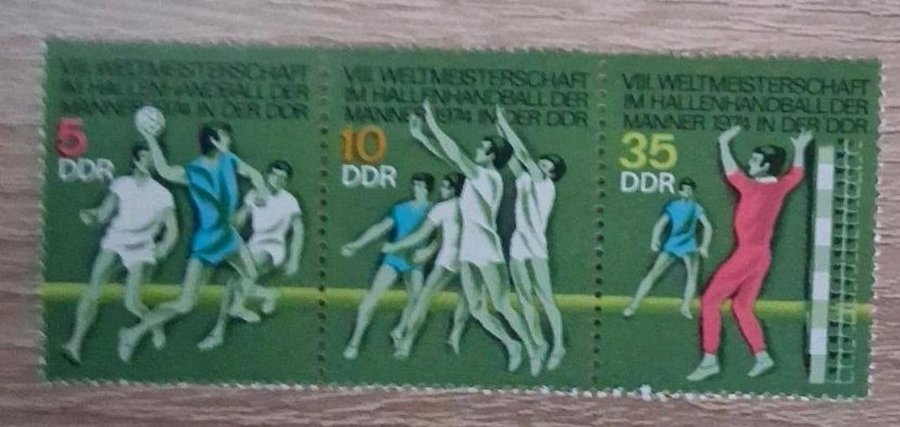 VIII. WELTMEISTERSCHAFT
IM HALLENHANDBALL DER
MÄNNER 1974 IN DER DDR
5
DDR
VIII. WELTMEISTERSCHAFT
IM HALLENHANDBALL DER
MÄNNER 1974 IN DER DDR
10
DDR
VIII. WELTMEISTERSCHAFT
IM HALLENHANDBALL DER
MÄNNER 1974 IN DER DDR
35
DDR